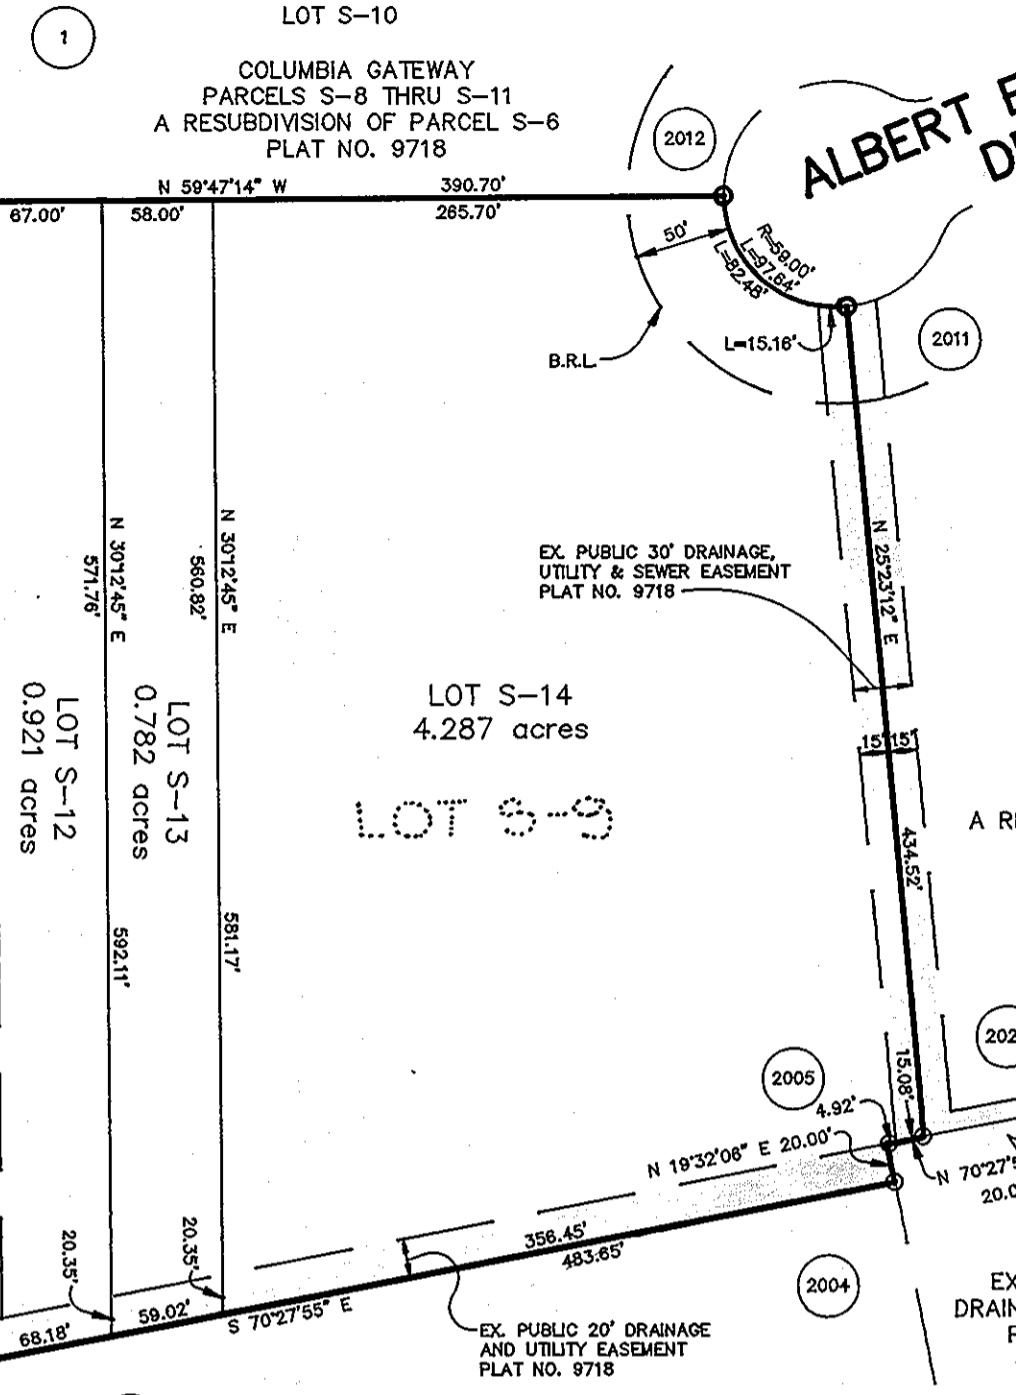 LOT S-10
1
COLUMBIA GATEWAY
PARCELS S-8 THRU S-11
A RESUBDIVISION OF PARCEL S-6
PLAT NO. 9718
2012
ALBERT E
DR
N 59°47'14" W
390.70'
67.00'
58.00'
265.70'
50'
R=59.00'
L=97.64'
L=82.48'
L=15.16'
B.R.L.
2011
N 30°12'45" E
571.76'
N 30°12'45" E
560.82'
EX. PUBLIC 30' DRAINAGE,
UTILITY & SEWER EASEMENT
PLAT NO. 9718
N 25°23'12" E
LOT S-14
4.287 acres
LOT S-13
0.782 acres
LOT S-12
0.921 acres
15'
15'
LOT S-9
A RE
434.52'
592.11'
581.17'
202
2005
15.08'
4.92'
N 19°32'06" E 20.00'
N 70°27'5
20.0
20.35'
20.35'
356.45'
483.65'
59.02'
68.18'
S 70°27'55" E
2004
EX. PUBLIC 20' DRAINAGE
AND UTILITY EASEMENT
PLAT NO. 9718
EX
DRAIN
P